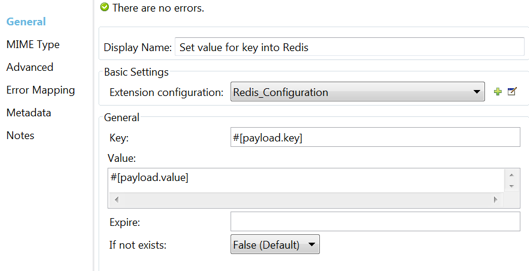 There are no errors.
General
MIME Type
Advanced
Error Mapping
Metadata
Notes
Display Name: Set value for key into Redis
Basic Settings
Extension configuration: Redis_Configuration
General
Key: #[payload.key]
Value:
#[payload.value]
Expire:
If not exists: False (Default)